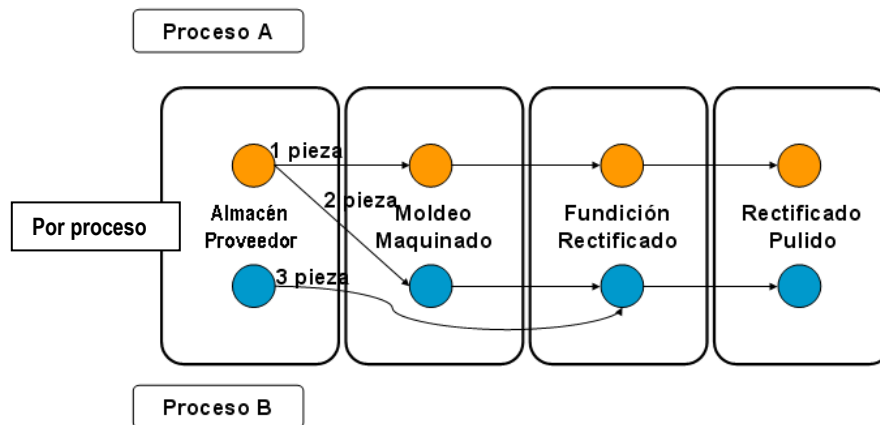 Proceso A
1 pieza
2 pieza
Por proceso
Almacén
Proveedor
Moldeo
Maquinado
Fundición
Rectificado
Rectificado
Pulido
3 pieza
Proceso B